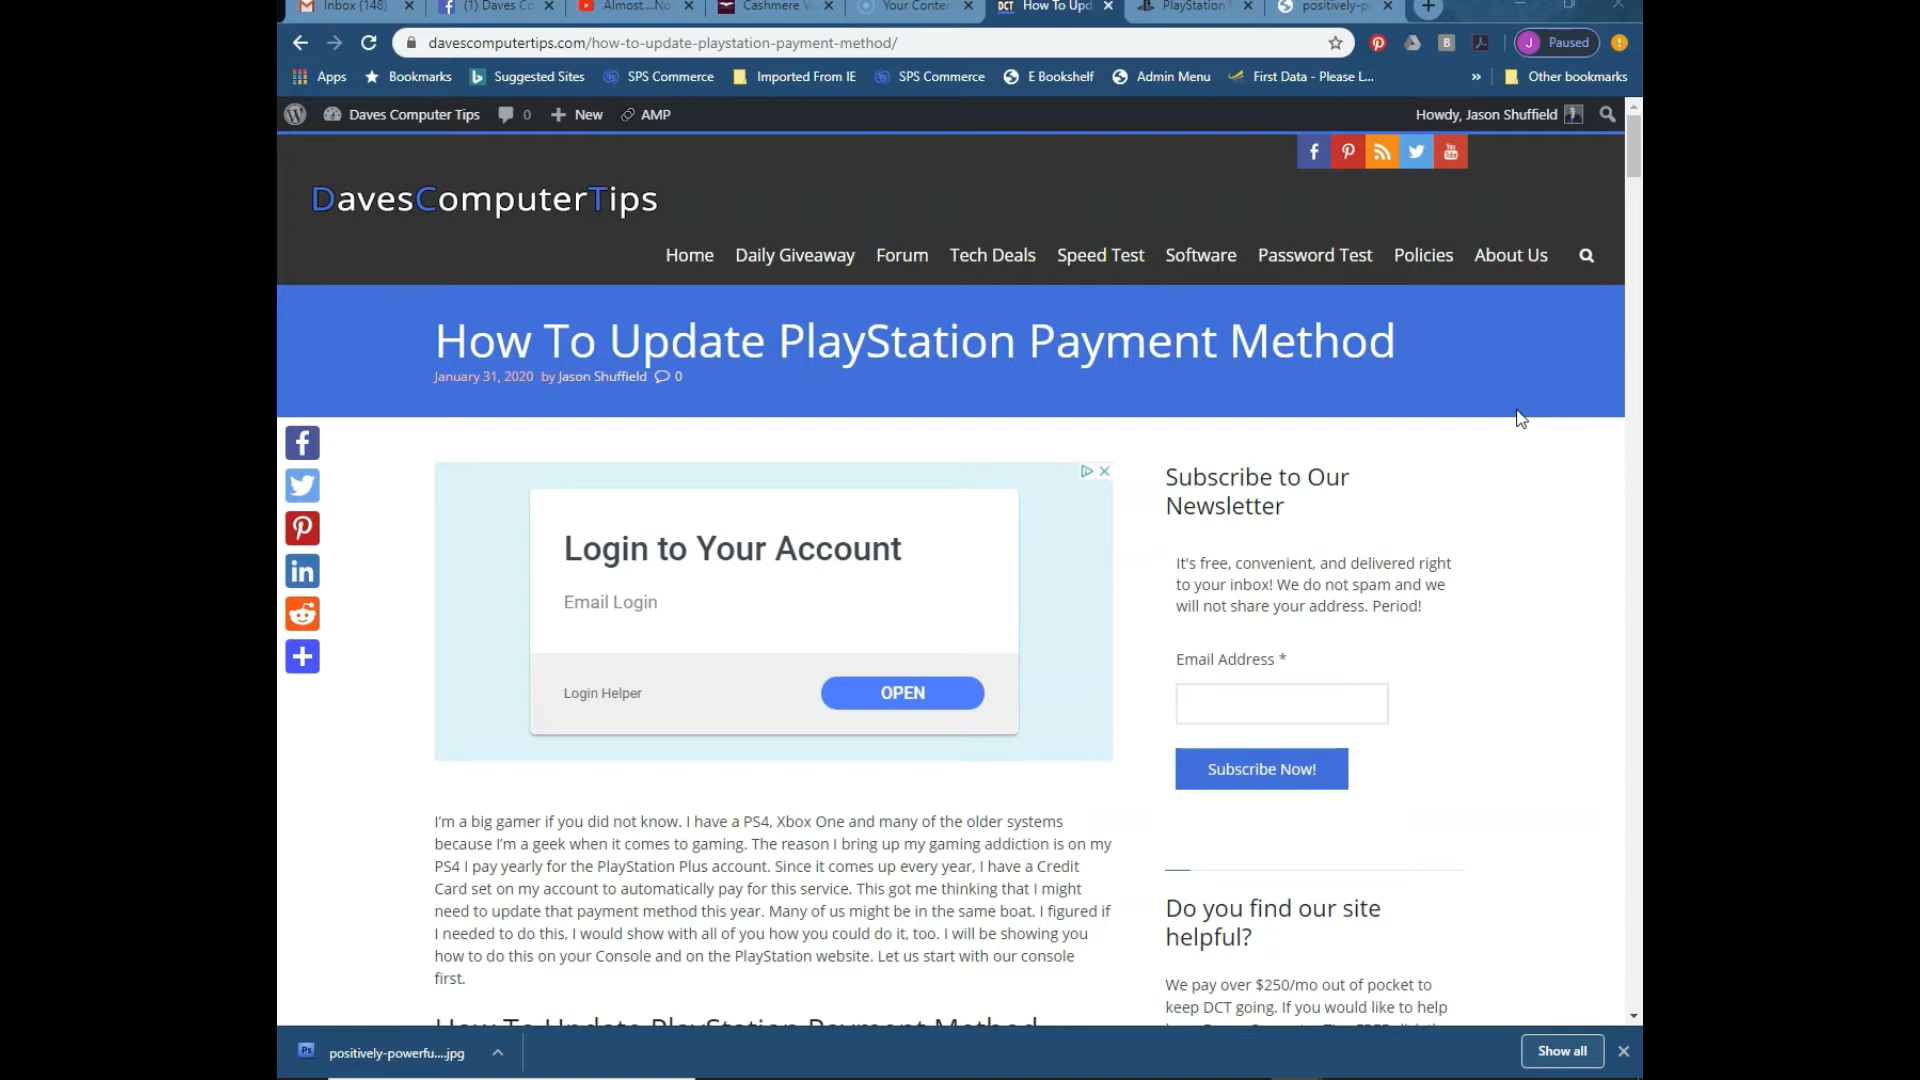 Inbox (148)
(1) Daves Co
Almost....No
Cashmere V
Your Conten
DCT How To Upd
PlayStation
positively-p
davescomputertips.com/how-to-update-playstation-payment-method/
J Paused
Apps Bookmarks Suggested Sites SPS Commerce Imported From IE SPS Commerce E Bookshelf Admin Menu First Data - Please L... » Other bookmarks
Daves Computer Tips 0 + New AMP Howdy, Jason Shuffield
DavesComputerTips
Home Daily Giveaway Forum Tech Deals Speed Test Software Password Test Policies About Us
How To Update PlayStation Payment Method
January 31, 2020 by Jason Shuffield 0
Login to Your Account
Email Login
Login Helper OPEN
I'm a big gamer if you did not know. I have a PS4, Xbox One and many of the older systems
because I'm a geek when it comes to gaming. The reason I bring up my gaming addiction is on my
PS4 I pay yearly for the PlayStation Plus account. Since it comes up every year, I have a Credit
Card set on my account to automatically pay for this service. This got me thinking that I might
need to update that payment method this year. Many of us might be in the same boat. I figured if
I needed to do this, I would show with all of you how you could do it, too. I will be showing you
how to do this on your Console and on the PlayStation website. Let us start with our console
first.
How To Update PlayStation Payment Method
Subscribe to Our
Newsletter
It's free, convenient, and delivered right
to your inbox! We do not spam and we
will not share your address. Period!
Email Address *
Subscribe Now!
Do you find our site
helpful?
We pay over $250/mo out of pocket to
keep DCT going. If you would like to help
Ps positively-powerfu....jpg
Show all